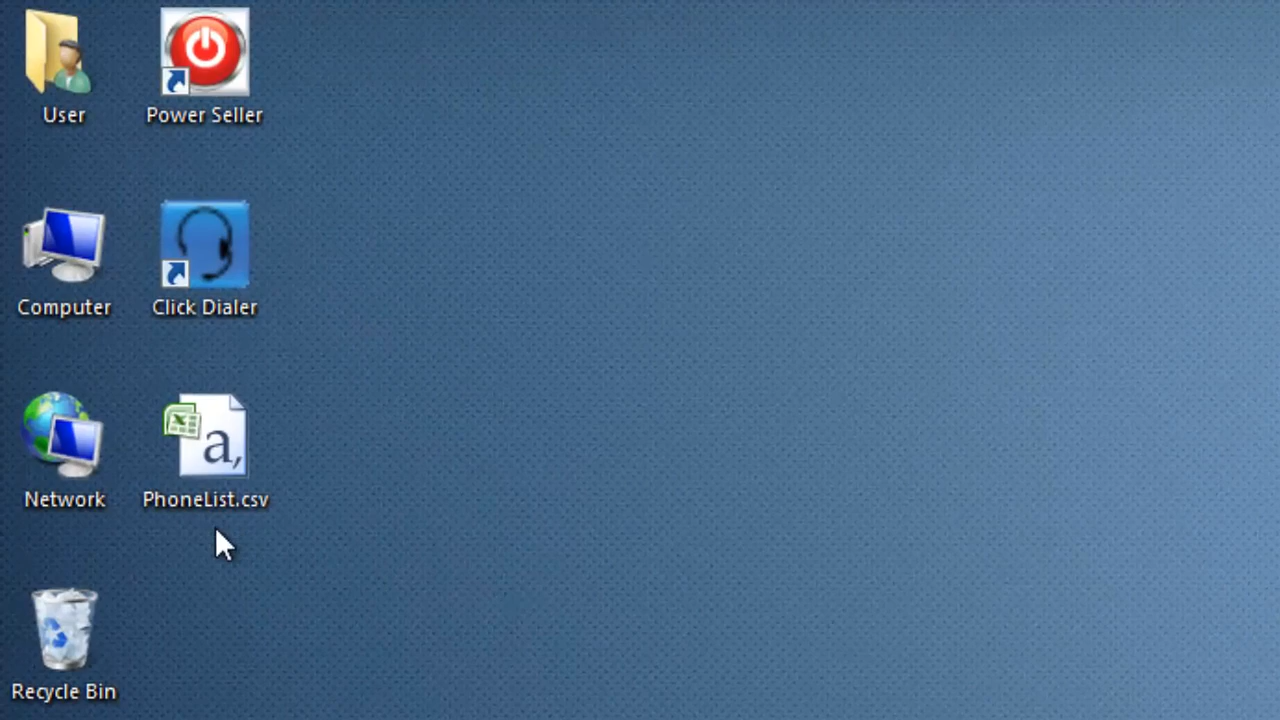 User
Power Seller
Computer
Click Dialer
Network
PhoneList.csv
Recycle Bin